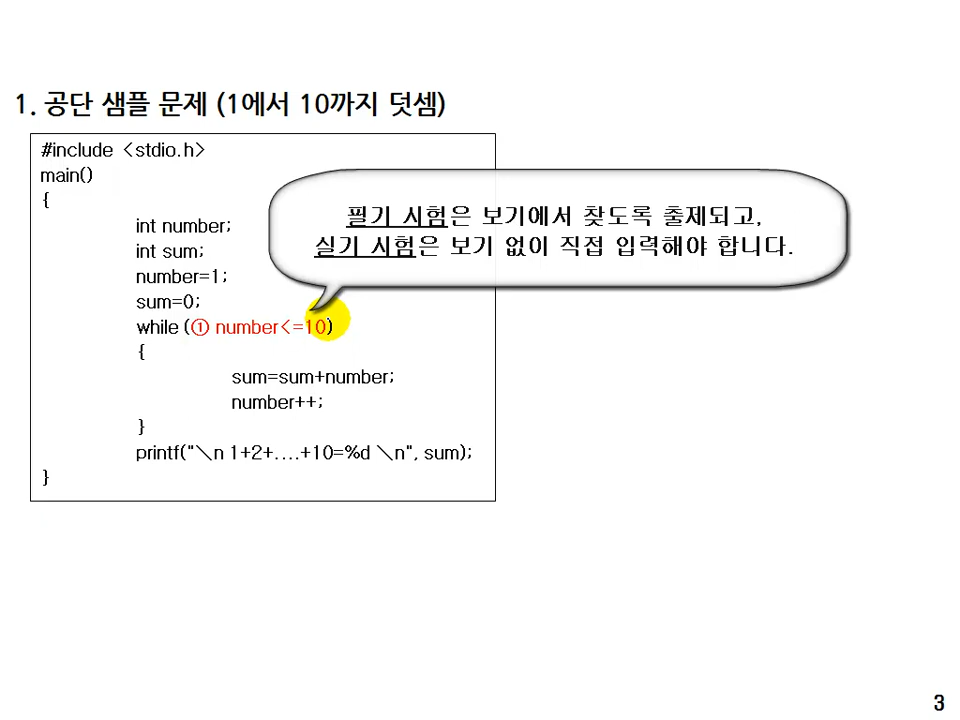 1. 공단 샘플 문제 (1에서 10까지 덧셈)
#include <stdio.h>
main()
{
필기 시험은 보기에서 찾도록 출제되고,
실기 시험은 보기 없이 직접 입력해야 합니다.
int number;
int sum;
number=1;
sum=0;
while (① number<=10)
{
sum=sum+number;
number++;
}
printf("\n 1+2+....+10=%d \n", sum);
}
3